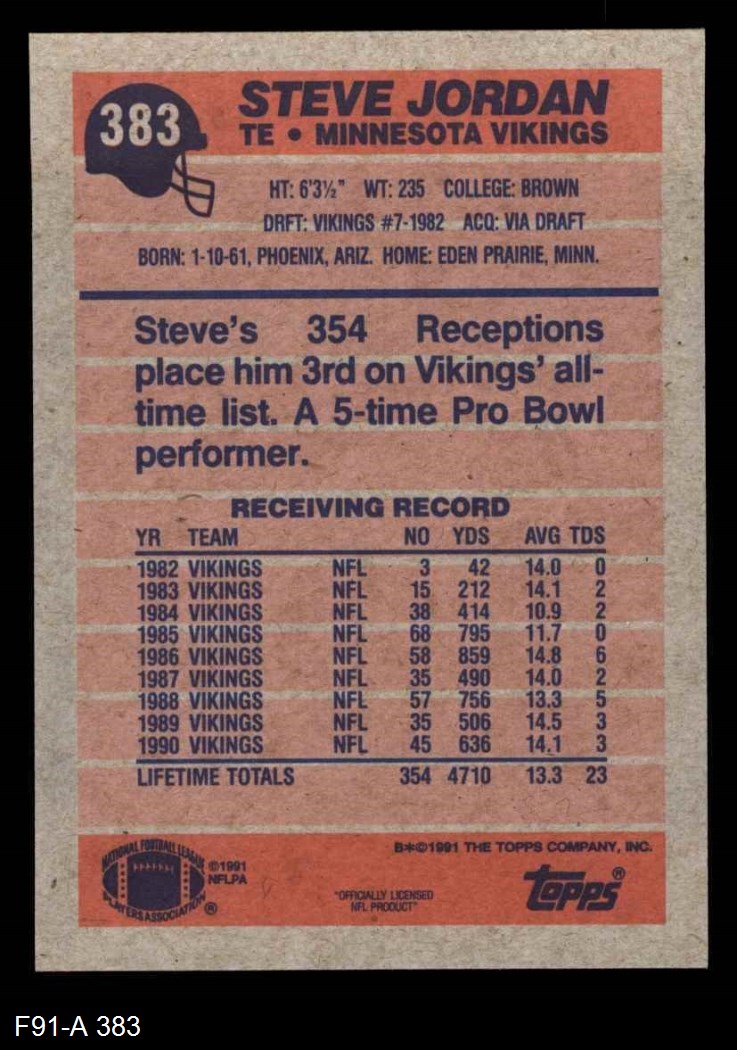 383
STEVE JORDAN
TE • MINNESOTA VIKINGS
HT: 6'3½" WT: 235 COLLEGE: BROWN
DRFT: VIKINGS #7-1982 ACQ: VIA DRAFT
BORN: 1-10-61, PHOENIX, ARIZ. HOME: EDEN PRAIRIE, MINN.
Steve's 354 Receptions
place him 3rd on Vikings' all-
time list. A 5-time Pro Bowl
performer.
RECEIVING RECORD
YR TEAM NO YDS AVG TDS
1982 VIKINGS NFL 3 42 14.0 0
1983 VIKINGS NFL 15 212 14.1 2
1984 VIKINGS NFL 38 414 10.9 2
1985 VIKINGS NFL 68 795 11.7 0
1986 VIKINGS NFL 58 859 14.8 6
1987 VIKINGS NFL 35 490 14.0 2
1988 VIKINGS NFL 57 756 13.3 5
1989 VIKINGS NFL 35 506 14.5 3
1990 VIKINGS NFL 45 636 14.1 3
LIFETIME TOTALS 354 4710 13.3 23
B*©1991 THE TOPPS COMPANY, INC.
NATIONAL FOOTBALL LEAGUE
PLAYERS ASSOCIATION ®
©1991
NFLPA
"OFFICIALLY LICENSED
NFL PRODUCT"
topps®
F91-A 383